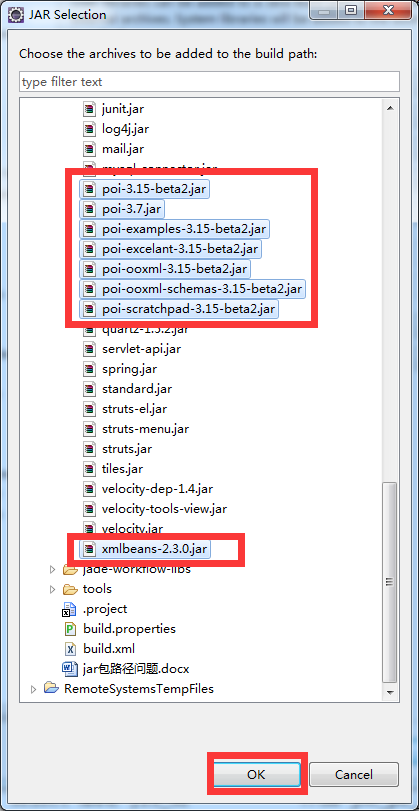 JAR Selection
Choose the archives to be added to the build path:
type filter text
junit.jar
log4j.jar
mail.jar
poi-3.15-beta2.jar
poi-3.7.jar
poi-examples-3.15-beta2.jar
poi-excelant-3.15-beta2.jar
poi-ooxml-3.15-beta2.jar
poi-ooxml-schemas-3.15-beta2.jar
poi-scratchpad-3.15-beta2.jar
quartz-1.5.2.jar
servlet-api.jar
spring.jar
standard.jar
struts-el.jar
struts-menu.jar
struts.jar
tiles.jar
velocity-dep-1.4.jar
velocity-tools-view.jar
velocity.jar
xmlbeans-2.3.0.jar
jade-workflow-libs
tools
.project
build.properties
build.xml
jar包路径问题.docx
RemoteSystemsTempFiles
OK
Cancel